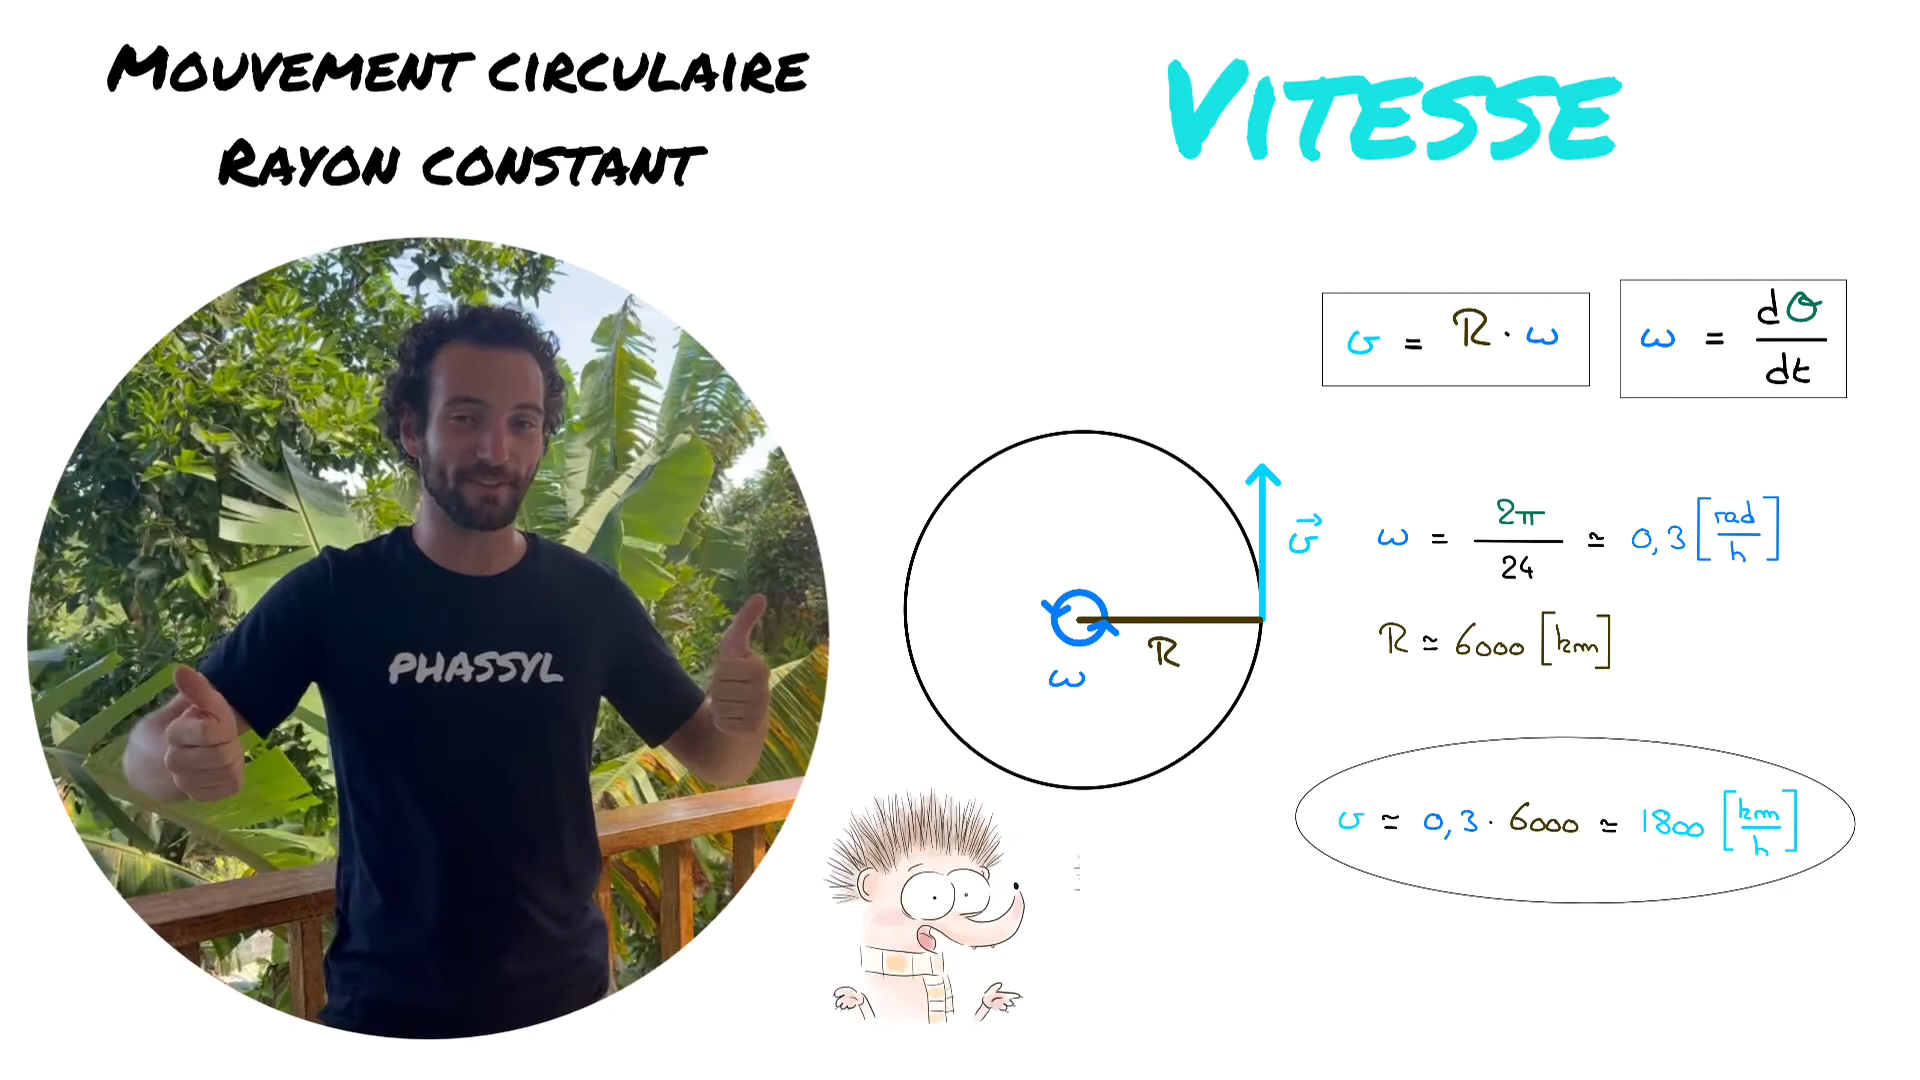 MOUVEMENT CIRCULAIRE
RAYON CONSTANT
VITESSE
PHASSYL
v = R · ω
ω = dθ/dt
v⃗
R
ω
ω = 2π/24 ≃ 0,3 [rad/h]
R ≃ 6000 [km]
v ≃ 0,3 · 6000 ≃ 1800 [km/h]